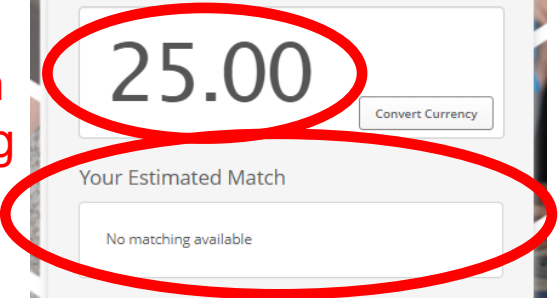 25.00
Convert Currency
g
Your Estimated Match
No matching available